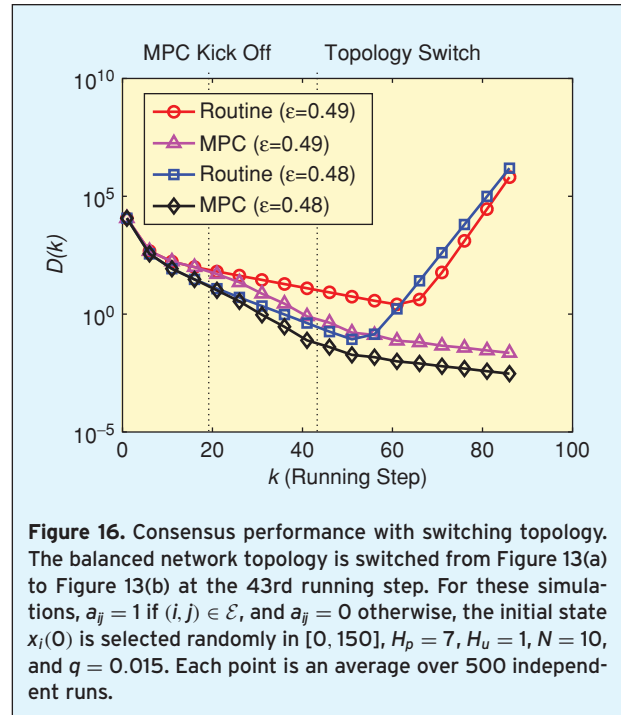 MPC Kick Off Topology Switch
10^10
10^5
10^0
10^-5
D(k)
Routine (ε=0.49)
MPC (ε=0.49)
Routine (ε=0.48)
MPC (ε=0.48)
0 20 40 60 80 100
k (Running Step)
Figure 16. Consensus performance with switching topology.
The balanced network topology is switched from Figure 13(a)
to Figure 13(b) at the 43rd running step. For these simula-
tions, a_ij = 1 if (i, j) ∈ ℰ, and a_ij = 0 otherwise, the initial state
x_i(0) is selected randomly in [0, 150], H_p = 7, H_u = 1, N = 10,
and q = 0.015. Each point is an average over 500 independ-
ent runs.